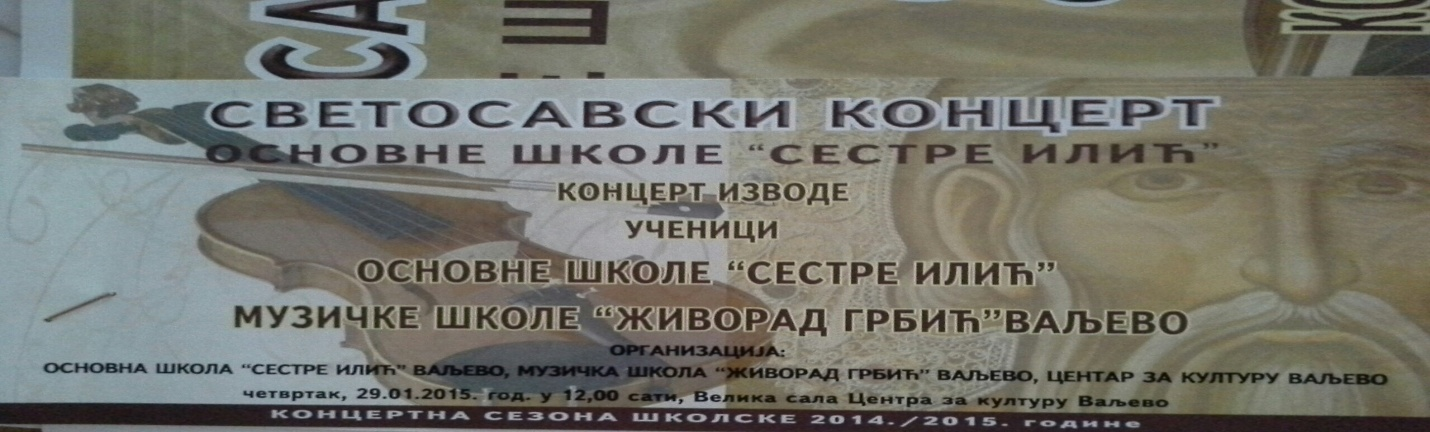 СВЕТОСАВСКИ КОНЦЕРТ
ОСНОВНЕ ШКОЛЕ “СЕСТРЕ ИЛИЋ”
КОНЦЕРТ ИЗВОДЕ
УЧЕНИЦИ
ОСНОВНЕ ШКОЛЕ “СЕСТРЕ ИЛИЋ”
МУЗИЧКЕ ШКОЛЕ “ЖИВОРАД ГРБИЋ”ВАЉЕВО
ОРГАНИЗАЦИЈА:
ОСНОВНА ШКОЛА “СЕСТРЕ ИЛИЋ” ВАЉЕВО, МУЗИЧКА ШКОЛА “ЖИВОРАД ГРБИЋ” ВАЉЕВО, ЦЕНТАР ЗА КУЛТУРУ ВАЉЕВО
четвртак, 29.01.2015. год. у 12,00 сати, Велика сала Центра за културу Ваљево
КОНЦЕРТНА СЕЗОНА ШКОЛСКЕ 2014./2015. године